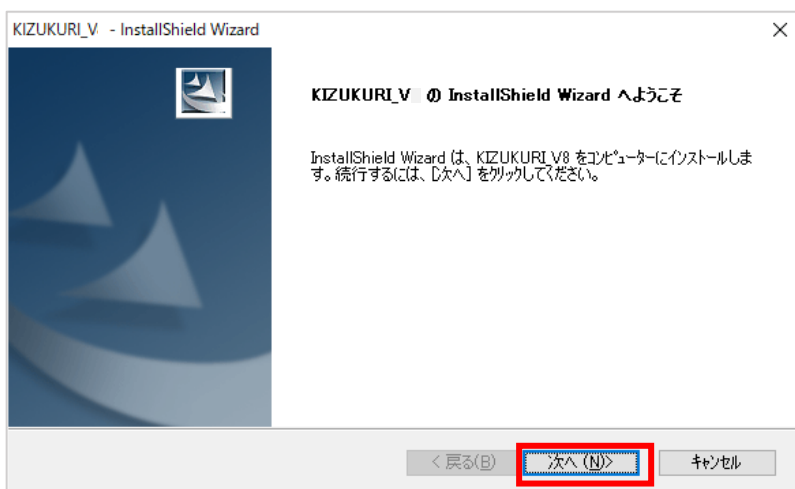 KIZUKURI_V - InstallShield Wizard
KIZUKURI_V の InstallShield Wizard へようこそ
InstallShield Wizard は、KIZUKURI_V8 をコンピューターにインストールしま
す。続行するには、[次へ] をクリックしてください。
< 戻る(B) 次へ (N)> キャンセル